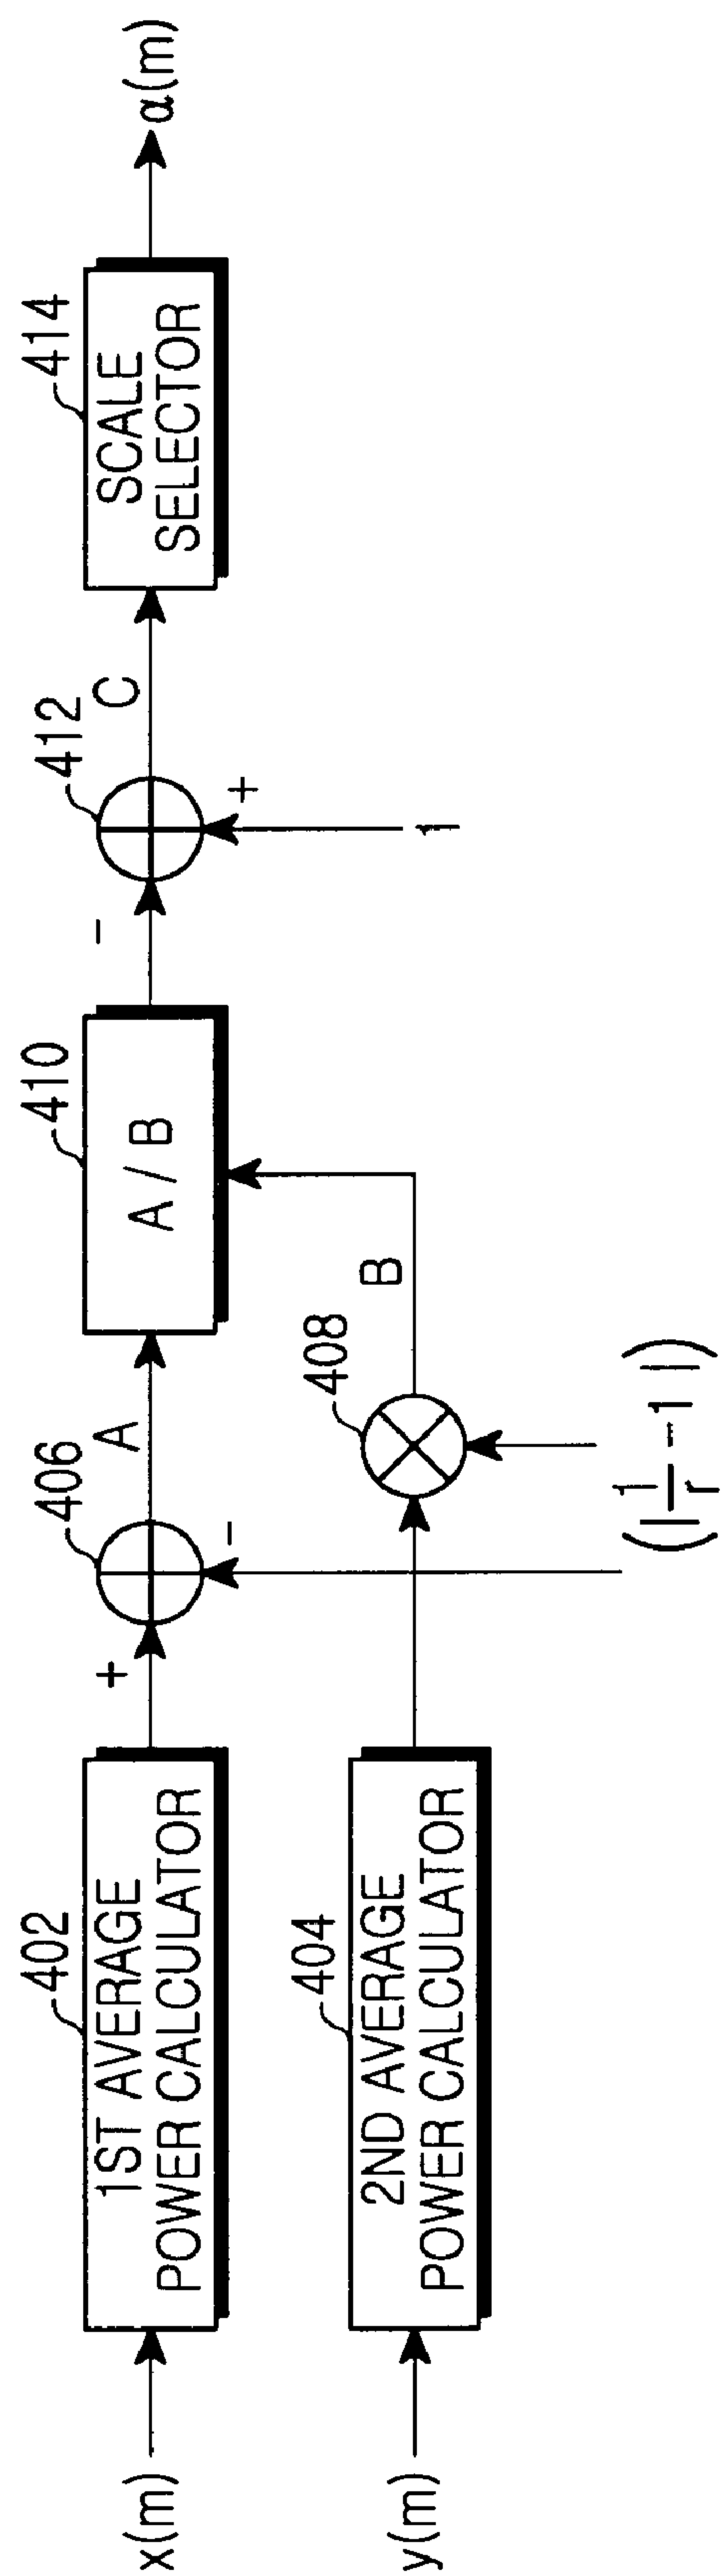 x(m)
402
1ST AVERAGE
POWER CALCULATOR
+
406
-
A
410
A / B
-
412
+
1
C
414
SCALE
SELECTOR
α(m)
y(m)
404
2ND AVERAGE
POWER CALCULATOR
408
B
(|1/r -1|)